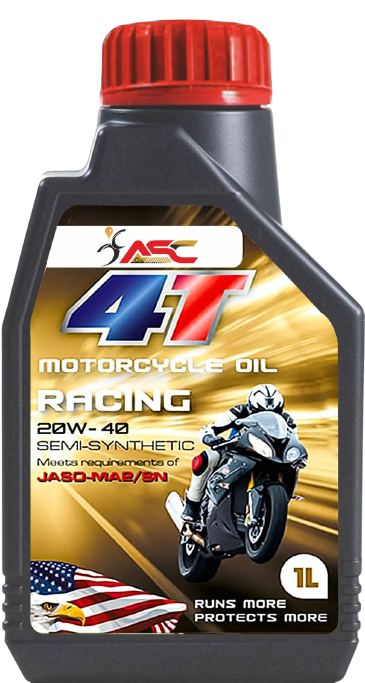 ASC
4T
MOTORCYCLE OIL
RACING
20W-40
SEMI-SYNTHETIC
Meets requirements of
JASO-MA2/SN
1L
RUNS MORE
PROTECTS MORE